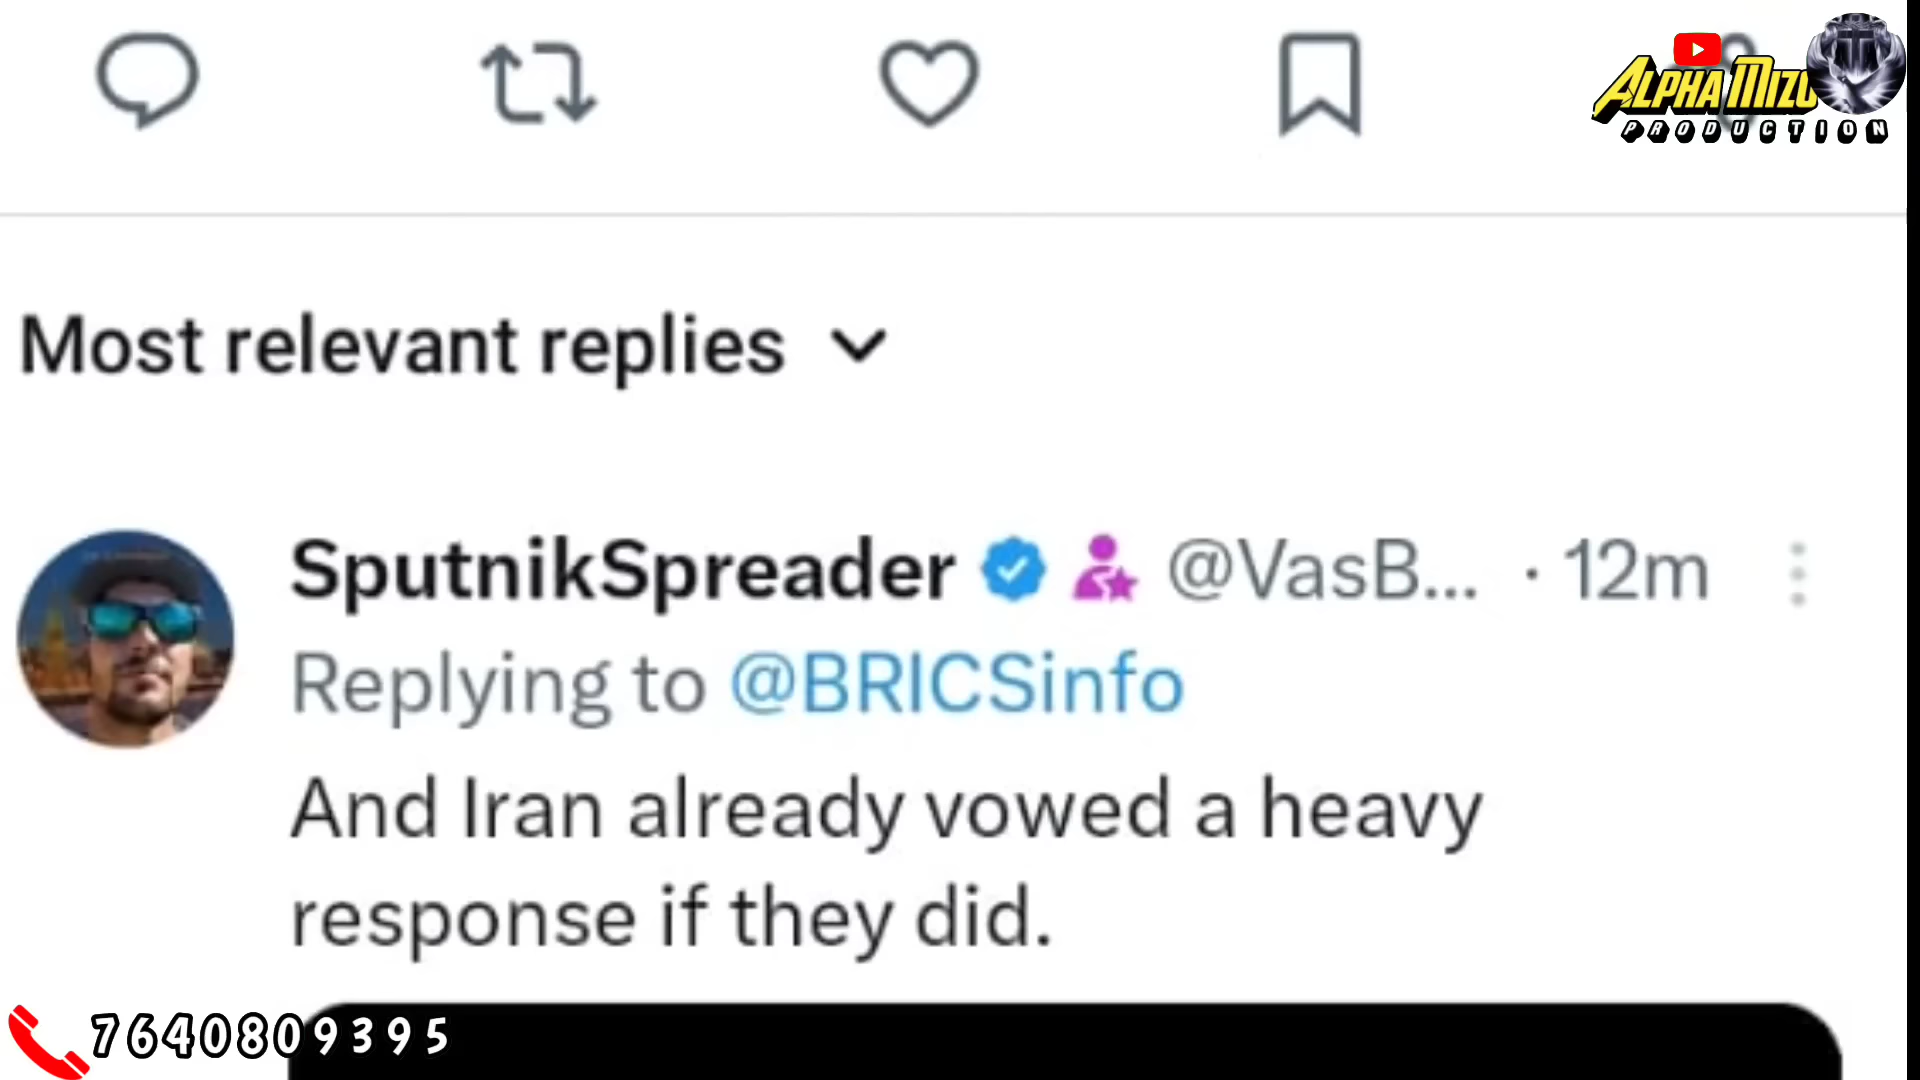 ALPHA MIZO
PRODUCTION
Most relevant replies
SputnikSpreader @VasB... · 12m
Replying to @BRICSinfo
And Iran already vowed a heavy
response if they did.
7640809395